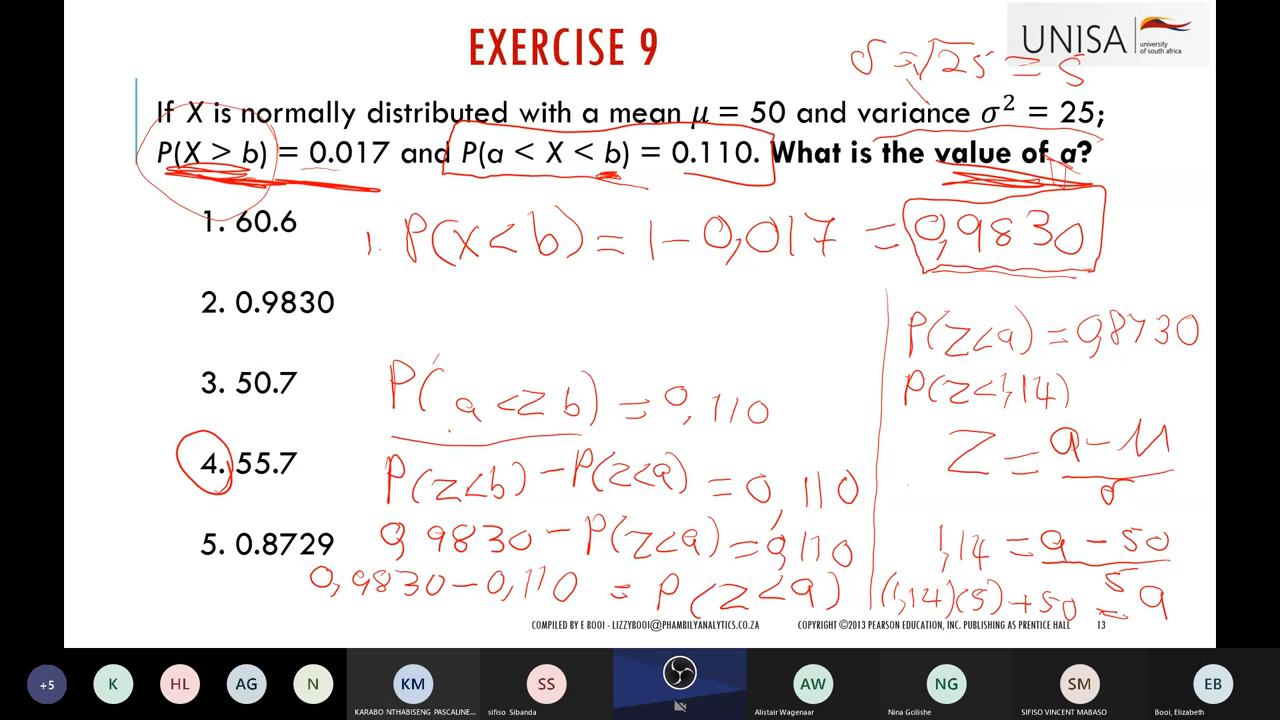 EXERCISE 9
UNISA
university
of south africa
σ = √25 = 5
If X is normally distributed with a mean μ = 50 and variance σ² = 25;
P(X > b) = 0.017 and P(a < X < b) = 0.110. What is the value of a?
1. 60.6
1. P(X < b) = 1 - 0,017 = 0,9830
2. 0.9830
3. 50.7
4. 55.7
5. 0.8729
P( a < Z b) = 0,110
P(Z<b) - P(Z<a) = 0,110
0,9830 - P(Z<a) = 0,110
0,9830 - 0,110 = P(Z<a)
P(Z<a) = 0,8730
P(Z<1,14)
Z = a - M / σ
1,14 = a - 50 / 5
(1,14)(5) + 50 = a
COMPILED BY E BOOI - LIZZYBOOI@PHAMBILYANALYTICS.CO.ZA
COPYRIGHT ©2013 PEARSON EDUCATION, INC. PUBLISHING AS PRENTICE HALL
13
+5
K
HL
AG
N
KM
SS
AW
NG
SM
EB
KARABO NTHABISENG PASCALINE...
sifiso Sibanda
Alistair Wagenaar
Nina Gcilishe
SIFISO VINCENT MABASO
Booi, Elizabeth